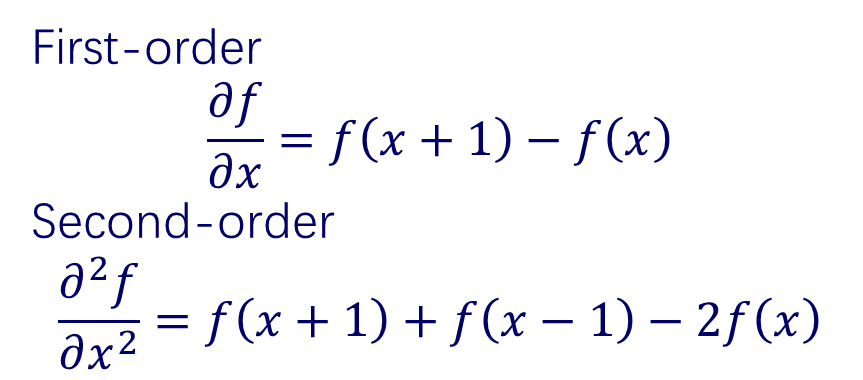 First-order
∂f/∂x = f(x + 1) − f(x)
Second-order
∂²f/∂x² = f(x + 1) + f(x − 1) − 2f(x)